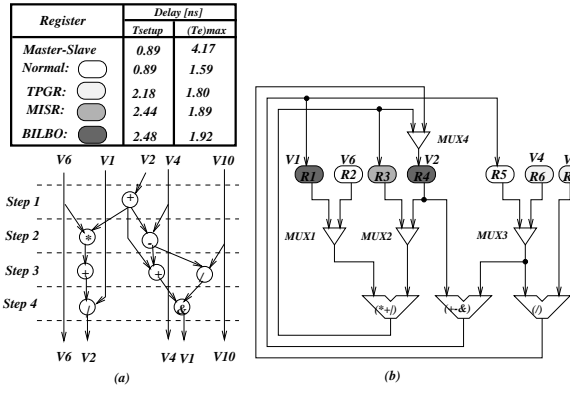 Register Delay [ns]
Tsetup (Te)max
Master-Slave 0.89 4.17
Normal: 0.89 1.59
TPGR: 2.18 1.80
MISR: 2.44 1.89
BILBO: 2.48 1.92
V6 V1 V2 V4 V10
Step 1 +
Step 2 * -
Step 3 + + /
Step 4 / &
V6 V2 V4 V1 V10
(a)
MUX4
V1 V6 V2 V4
R1 R2 R3 R4 R5 R6
MUX1 MUX2 MUX3
(*+/) (+-&) (/)
(b)